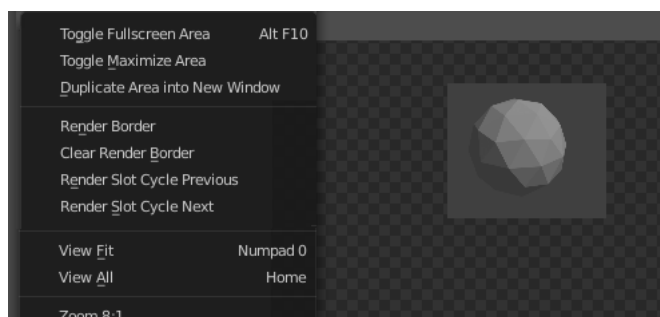 Toggle Fullscreen Area Alt F10
Toggle Maximize Area
Duplicate Area into New Window
Render Border
Clear Render Border
Render Slot Cycle Previous
Render Slot Cycle Next
View Fit Numpad 0
View All Home
Zoom 8:1